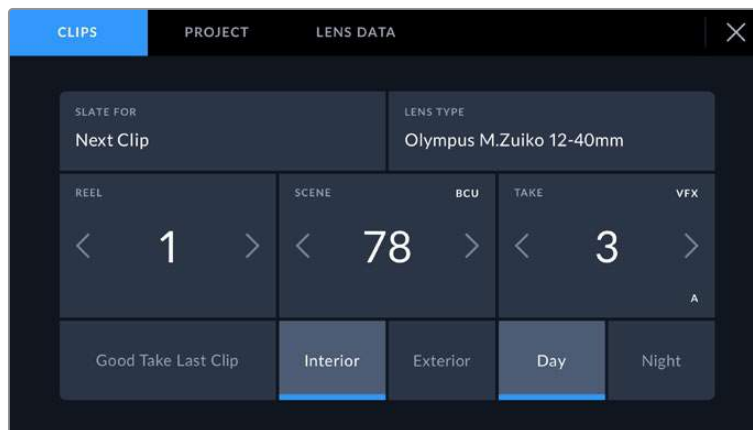 CLIPS PROJECT LENS DATA
SLATE FOR
Next Clip
LENS TYPE
Olympus M.Zuiko 12-40mm
REEL
1
SCENE BCU
78
TAKE VFX
3
A
Good Take Last Clip Interior Exterior Day Night